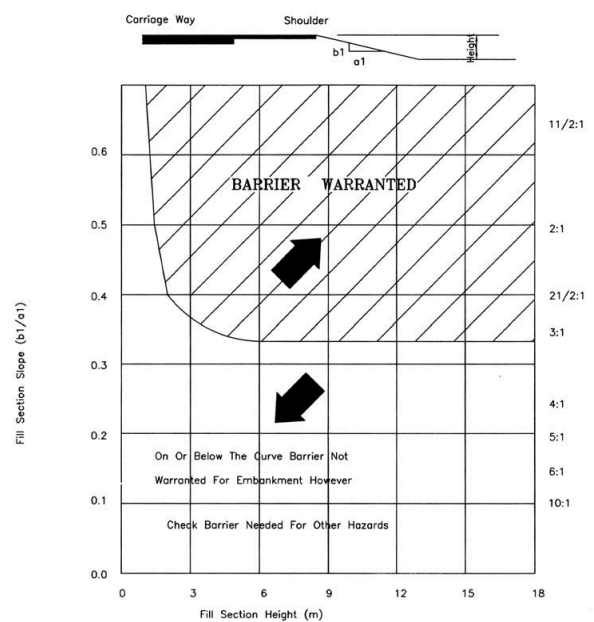 Carriage Way Shoulder
b1
a1
Height
0.6
0.5
0.4
0.3
0.2
0.1
0.0
Fill Section Slope (b1/a1)
BARRIER WARRANTED
11/2:1
2:1
21/2:1
3:1
4:1
5:1
6:1
10:1
On Or Below The Curve Barrier Not
Warranted For Embankment However
Check Barrier Needed For Other Hazards
0 3 6 9 12 15 18
Fill Section Height (m)